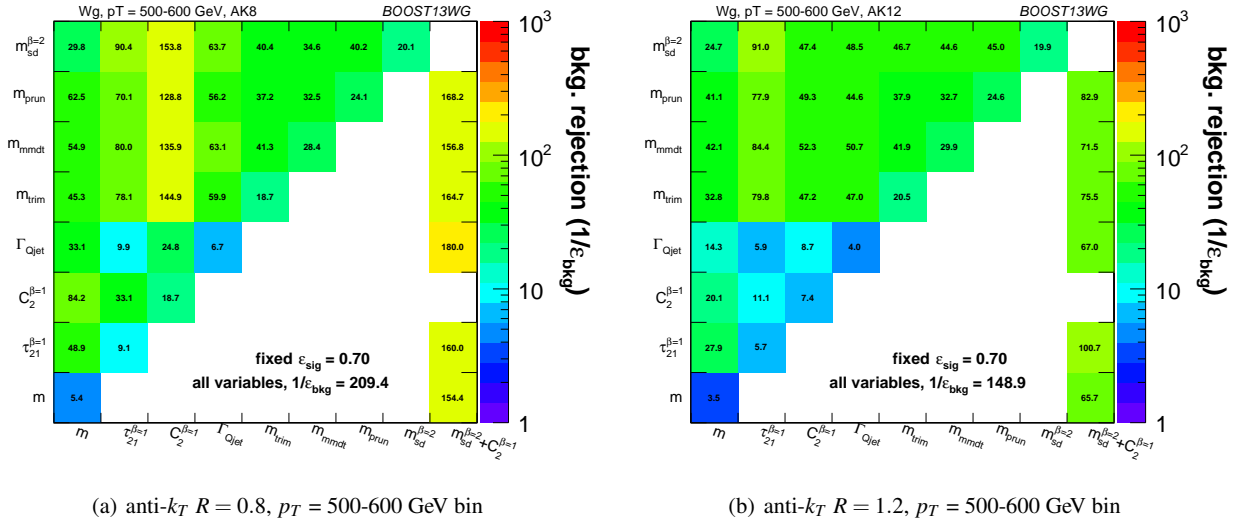 Wg, pT = 500-600 GeV, AK8 BOOST13WG
m_sd^β=2 29.8 90.4 153.8 63.7 40.4 34.6 40.2 20.1
m_prun 62.5 70.1 128.8 56.2 37.2 32.5 24.1 168.2
m_mmdt 54.9 80.0 135.9 63.1 41.3 28.4 156.8
m_trim 45.3 78.1 144.9 59.9 18.7 164.7
Γ_Qjet 33.1 9.9 24.8 6.7 180.0
C_2^β=1 84.2 33.1 18.7
τ_21^β=1 48.9 9.1 160.0
fixed ε_sig = 0.70
all variables, 1/ε_bkg = 209.4
m 5.4 154.4
m τ_21^β=1 C_2^β=1 Γ_Qjet m_trim m_mmdt m_prun m_sd^β=2 m_sd^β=2+C_2^β=1
10^3
10^2
10
1
bkg. rejection (1/ε_bkg)
(a) anti-k_T R = 0.8, p_T = 500-600 GeV bin
Wg, pT = 500-600 GeV, AK12 BOOST13WG
m_sd^β=2 24.7 91.0 47.4 48.5 46.7 44.6 45.0 19.9
m_prun 41.1 77.9 49.3 44.6 37.9 32.7 24.6 82.9
m_mmdt 42.1 84.4 52.3 50.7 41.9 29.9 71.5
m_trim 32.8 79.8 47.2 47.0 20.5 75.5
Γ_Qjet 14.3 5.9 8.7 4.0 67.0
C_2^β=1 20.1 11.1 7.4
τ_21^β=1 27.9 5.7 100.7
fixed ε_sig = 0.70
all variables, 1/ε_bkg = 148.9
m 3.5 65.7
m τ_21^β=1 C_2^β=1 Γ_Qjet m_trim m_mmdt m_prun m_sd^β=2 m_sd^β=2+C_2^β=1
10^3
10^2
10
1
bkg. rejection (1/ε_bkg)
(b) anti-k_T R = 1.2, p_T = 500-600 GeV bin